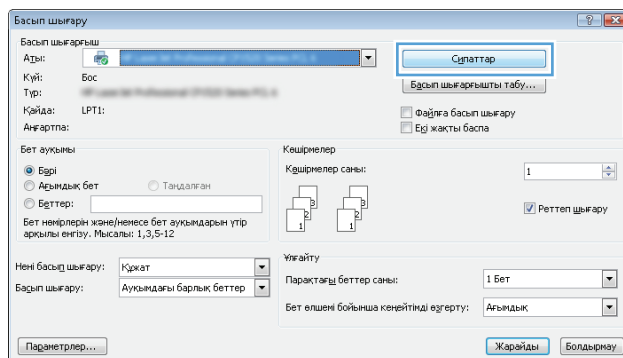 Басып шығару
Басып шығарғыш
Аты:
Сипаттар
Күй: Бос
Түр:
Басып шығарғышты табу...
Қайда: LPT1:
Файлға басып шығару
Аңғартпа:
Екі жақты баспа
Бет ауқымы
Бәрі
Ағымдық бет Таңдалған
Беттер:
Бет нөмірлерін және/немесе бет ауқымдарын үтір
арқылы енгізу. Мысалы: 1,3,5-12
Көшірмелер
Көшірмелер саны: 1
Реттеп шығару
Нені басып шығару: Құжат
Басып шығару: Ауқымдағы барлық беттер
Ұлғайту
Парақтағы беттер саны: 1 Бет
Бет өлшемі бойынша кеңейтімді өзгерту: Ағымдық
Параметрлер...
Жарайды Болдырмау